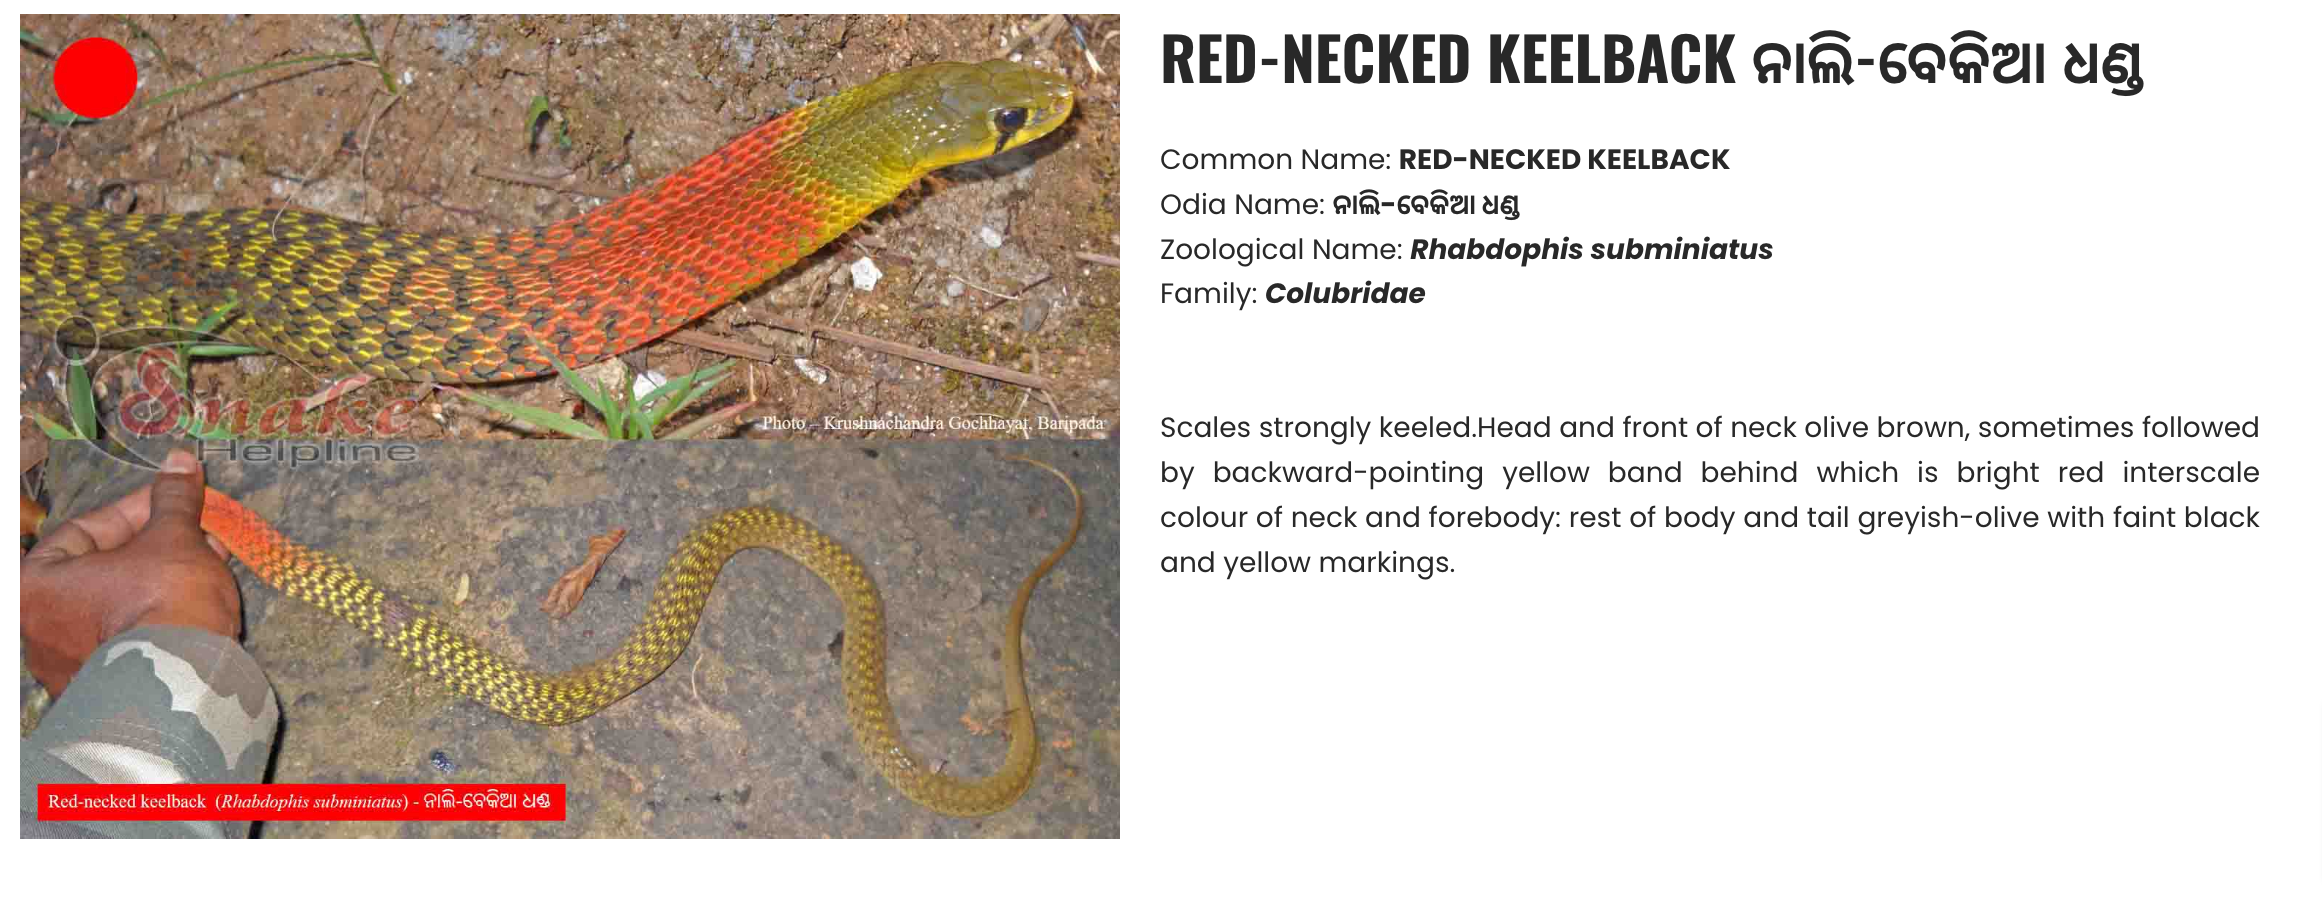 RED-NECKED KEELBACK ନାଲି-ବେକିଆ ଧଣ୍ଡ
Common Name: RED-NECKED KEELBACK
Odia Name: ନାଲି-ବେକିଆ ଧଣ୍ଡ
Zoological Name: Rhabdophis subminiatus
Family: Colubridae
Scales strongly keeled.Head and front of neck olive brown, sometimes followed
by backward-pointing yellow band behind which is bright red interscale
colour of neck and forebody: rest of body and tail greyish-olive with faint black
and yellow markings.
Photo – Krushnachandra Gochhayat, Baripada
Snake
Helpline
Red-necked keelback (Rhabdophis subminiatus) - ନାଲି-ବେକିଆ ଧଣ୍ଡ